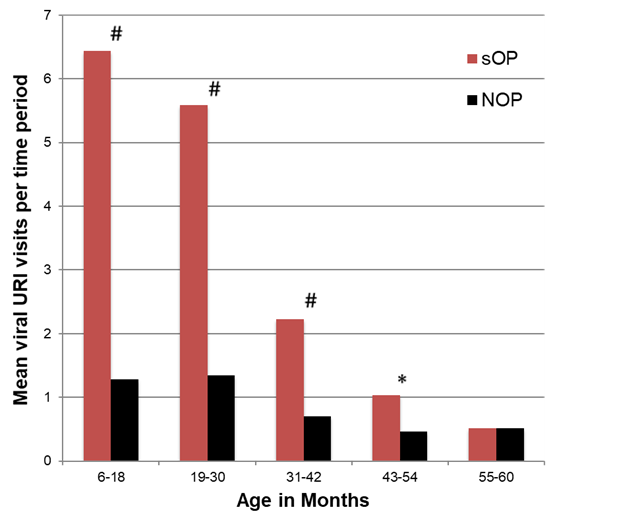 7
#
6
#
5
4
3
#
2
*
1
0
sOP
NOP
Mean viral URI visits per time period
6-18 19-30 31-42 43-54 55-60
Age in Months